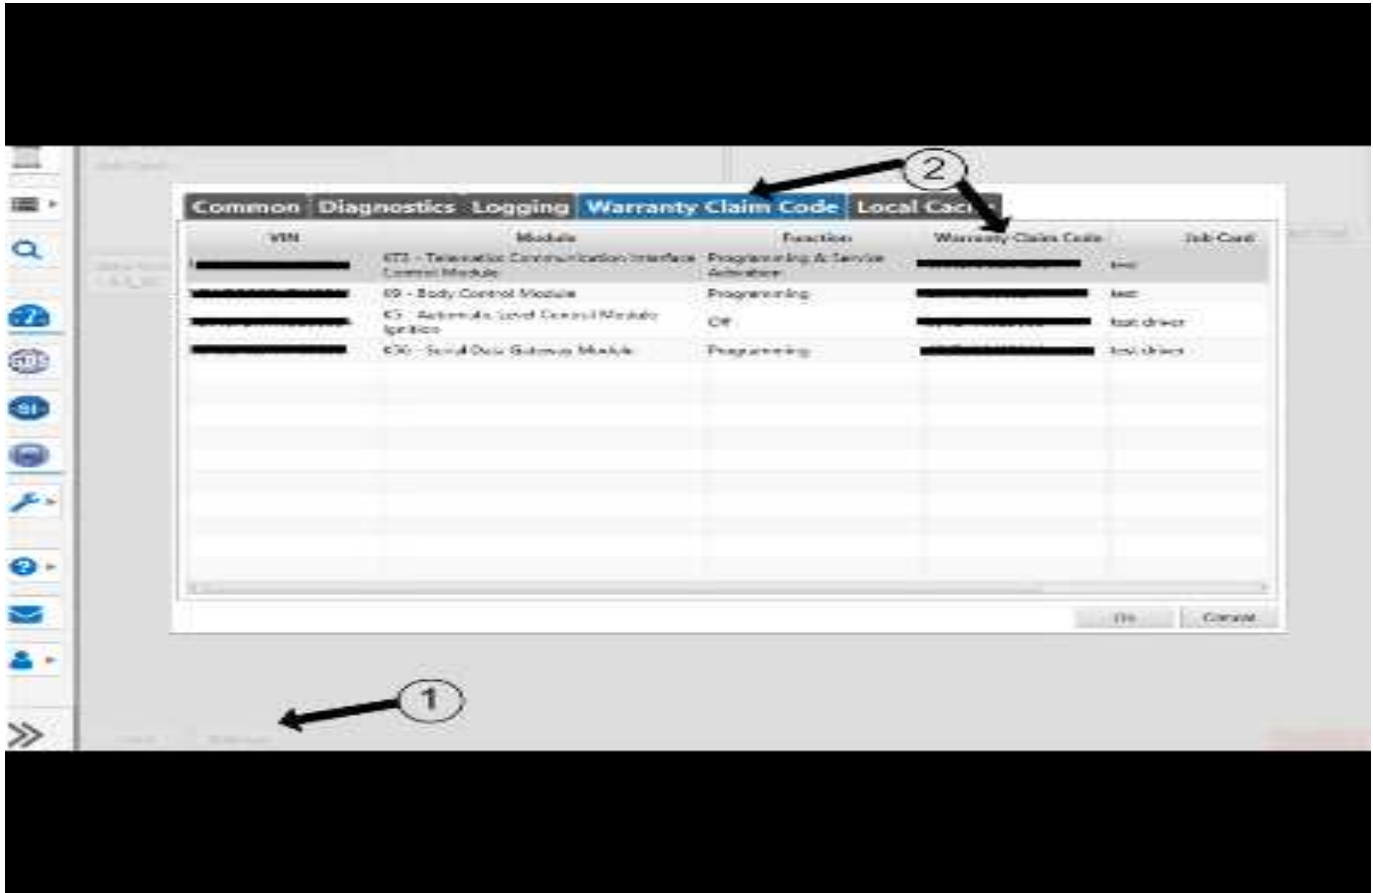 2
Common Diagnostics Logging Warranty Claim Code Local Cache
VIN Module Function Warranty Claim Code Job Card
K73 - Telematics Communication Interface Programming & Service
Control Module Activation test
K9 - Body Control Module Programming test
K5 - Automatic Level Control Module
Ignition Off test driver
K56 - Serial Data Gateway Module Programming test driver
SI
Cancel
1